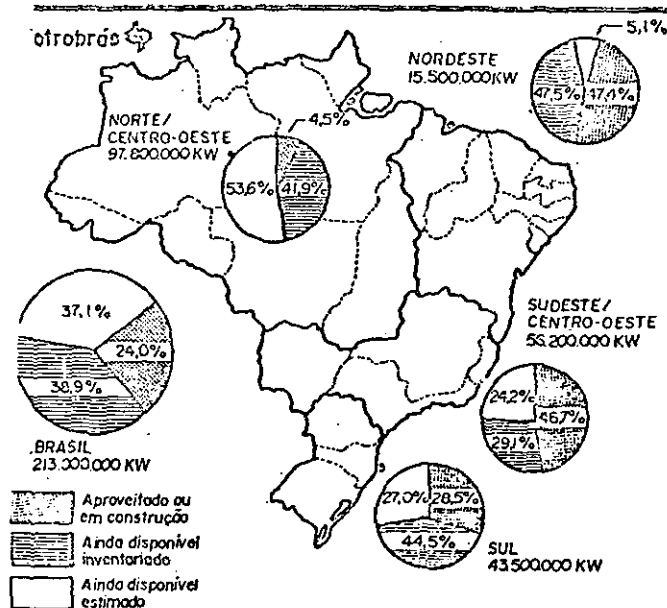 otrobrás
NORDESTE
15.500.000 KW
5,1%
47,5%
47,4%
NORTE/
CENTRO-OESTE
97.800.000 KW
4,5%
53,6%
41,9%
37,1%
24,0%
38,9%
BRASIL
213.000.000 KW
SUDESTE/
CENTRO-OESTE
56.200.000 KW
24,2%
46,7%
29,1%
27,0%
28,5%
44,5%
SUL
43.500.000 KW
Aproveitado ou
em construção
Ainda disponível
inventariado
Ainda disponível
estimado